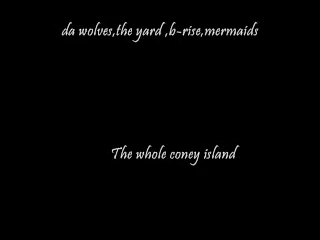 da wolves,the yard ,b-rise,mermaids
The whole coney island